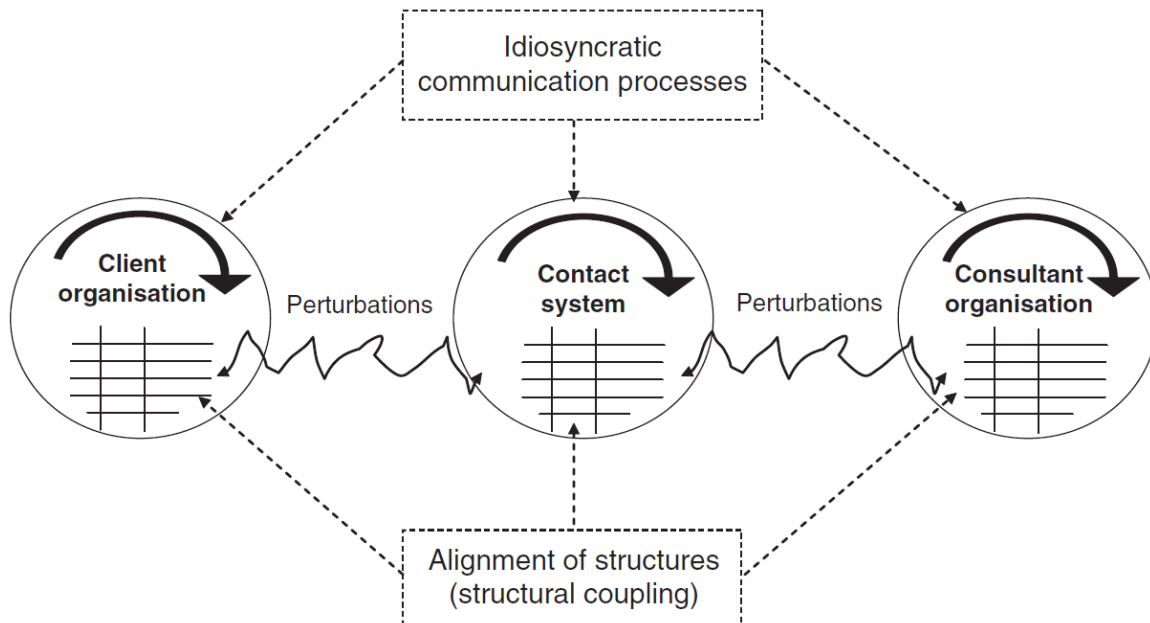 Idiosyncratic
communication processes
Client
organisation
Perturbations
Contact
system
Perturbations
Consultant
organisation
Alignment of structures
(structural coupling)